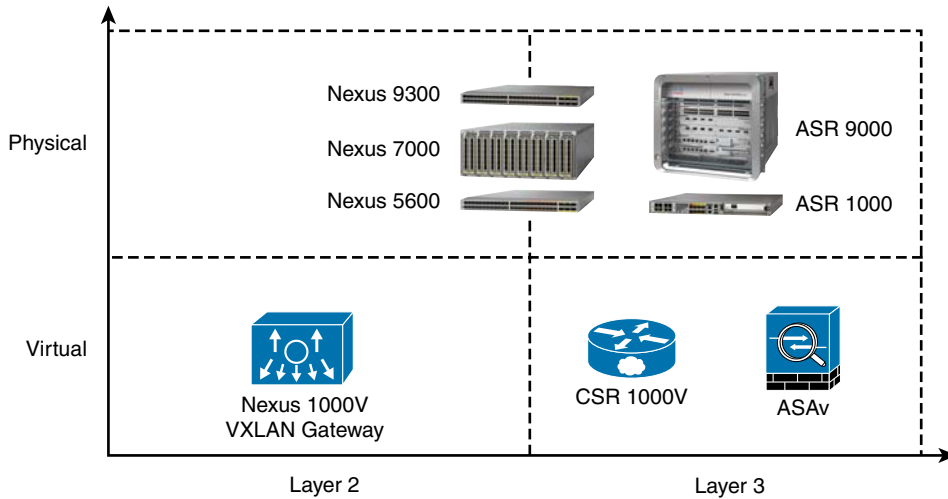 Physical
Nexus 9300
Nexus 7000
Nexus 5600
ASR 9000
ASR 1000
Virtual
Nexus 1000V
VXLAN Gateway
CSR 1000V
ASAv
Layer 2
Layer 3